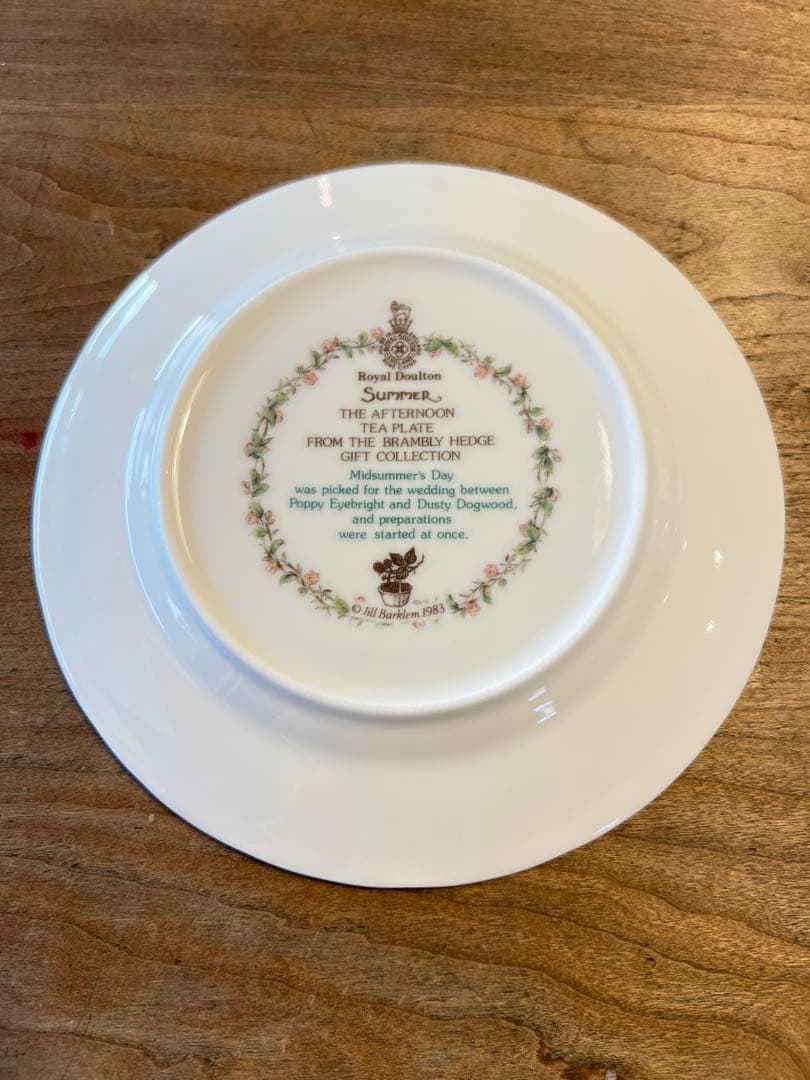 Royal Doulton
SUMMER
THE AFTERNOON
TEA PLATE
FROM THE BRAMBLY HEDGE
GIFT COLLECTION
Midsummer's Day
was picked for the wedding between
Poppy Eyebright and Dusty Dogwood,
and preparations
were started at once.
© Jill Barklem 1983